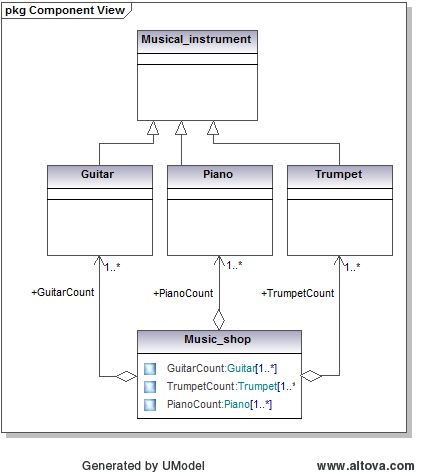 pkg Component View
Musical_instrument
Guitar
Piano
Trumpet
1..*
1..*
1..*
+GuitarCount
+PianoCount
+TrumpetCount
Music_shop
GuitarCount:Guitar[1..*]
TrumpetCount:Trumpet[1..*
PianoCount:Piano[1..*]
Generated by UModel
www.altova.com